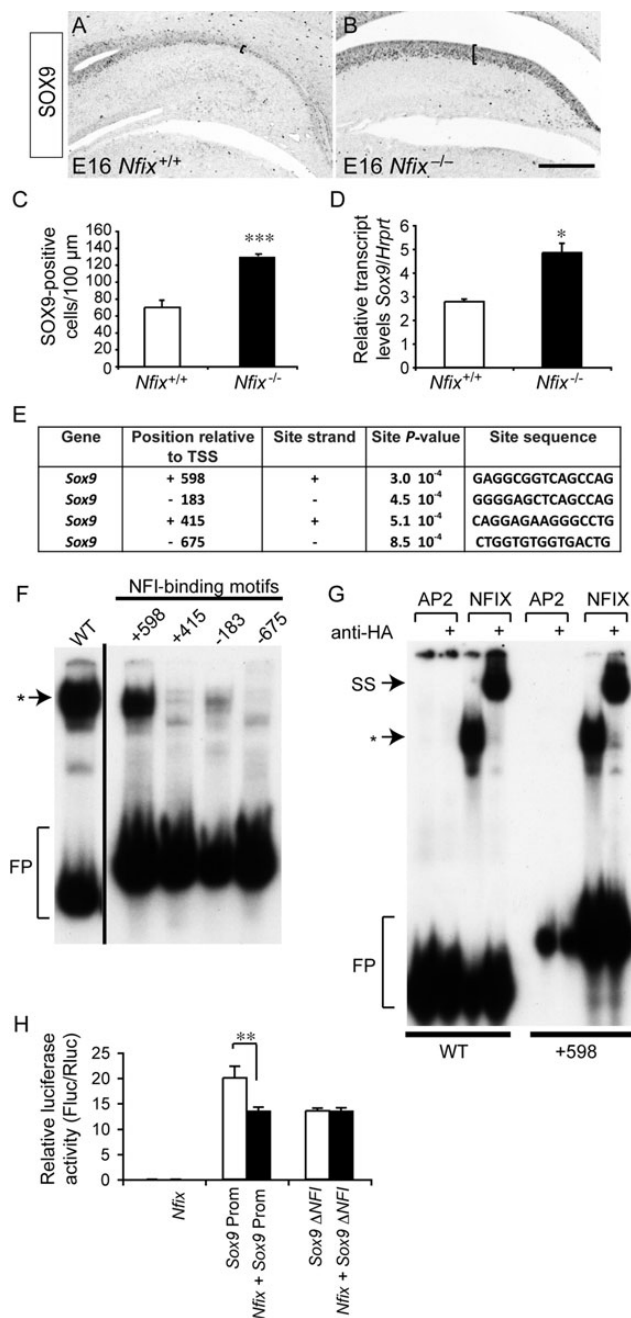 A
B
SOX9
E16 Nfix+/+
E16 Nfix–/–
C
D
SOX9-positive
cells/100 µm
160
140
120
100
80
60
40
20
0
***
Nfix+/+
Nfix-/-
Relative transcript
levels Sox9/Hrprt
6
5
4
3
2
1
0
*
Nfix+/+
Nfix-/-
E
Gene Position relative to TSS Site strand Site P-value Site sequence
Sox9 + 598 + 3.0 10-4 GAGGCGGTCAGCCAG
Sox9 - 183 - 4.5 10-4 GGGGAGCTCAGCCAG
Sox9 + 415 + 5.1 10-4 CAGGAGAAGGGCCTG
Sox9 - 675 - 8.5 10-4 CTGGTGTGGTGACTG
F
NFI-binding motifs
WT
+598
+415
-183
-675
*
FP
G
AP2 NFIX AP2 NFIX
anti-HA + + + +
SS
*
FP
WT
+598
H
Relative luciferase
activity (Fluc/Rluc)
25
20
15
10
5
0
**
Nfix
Sox9 Prom
Nfix + Sox9 Prom
Sox9 ΔNFI
Nfix + Sox9 ΔNFI